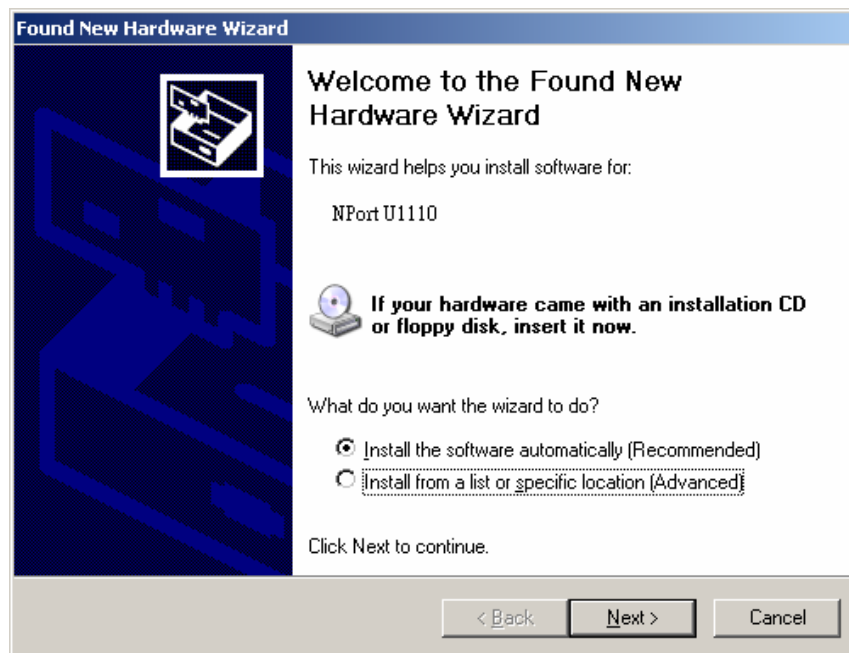 Found New Hardware Wizard
Welcome to the Found New
Hardware Wizard
This wizard helps you install software for:
NPort U1110
If your hardware came with an installation CD
or floppy disk, insert it now.
What do you want the wizard to do?
Install the software automatically (Recommended)
Install from a list or specific location (Advanced)
Click Next to continue.
< Back
Next >
Cancel